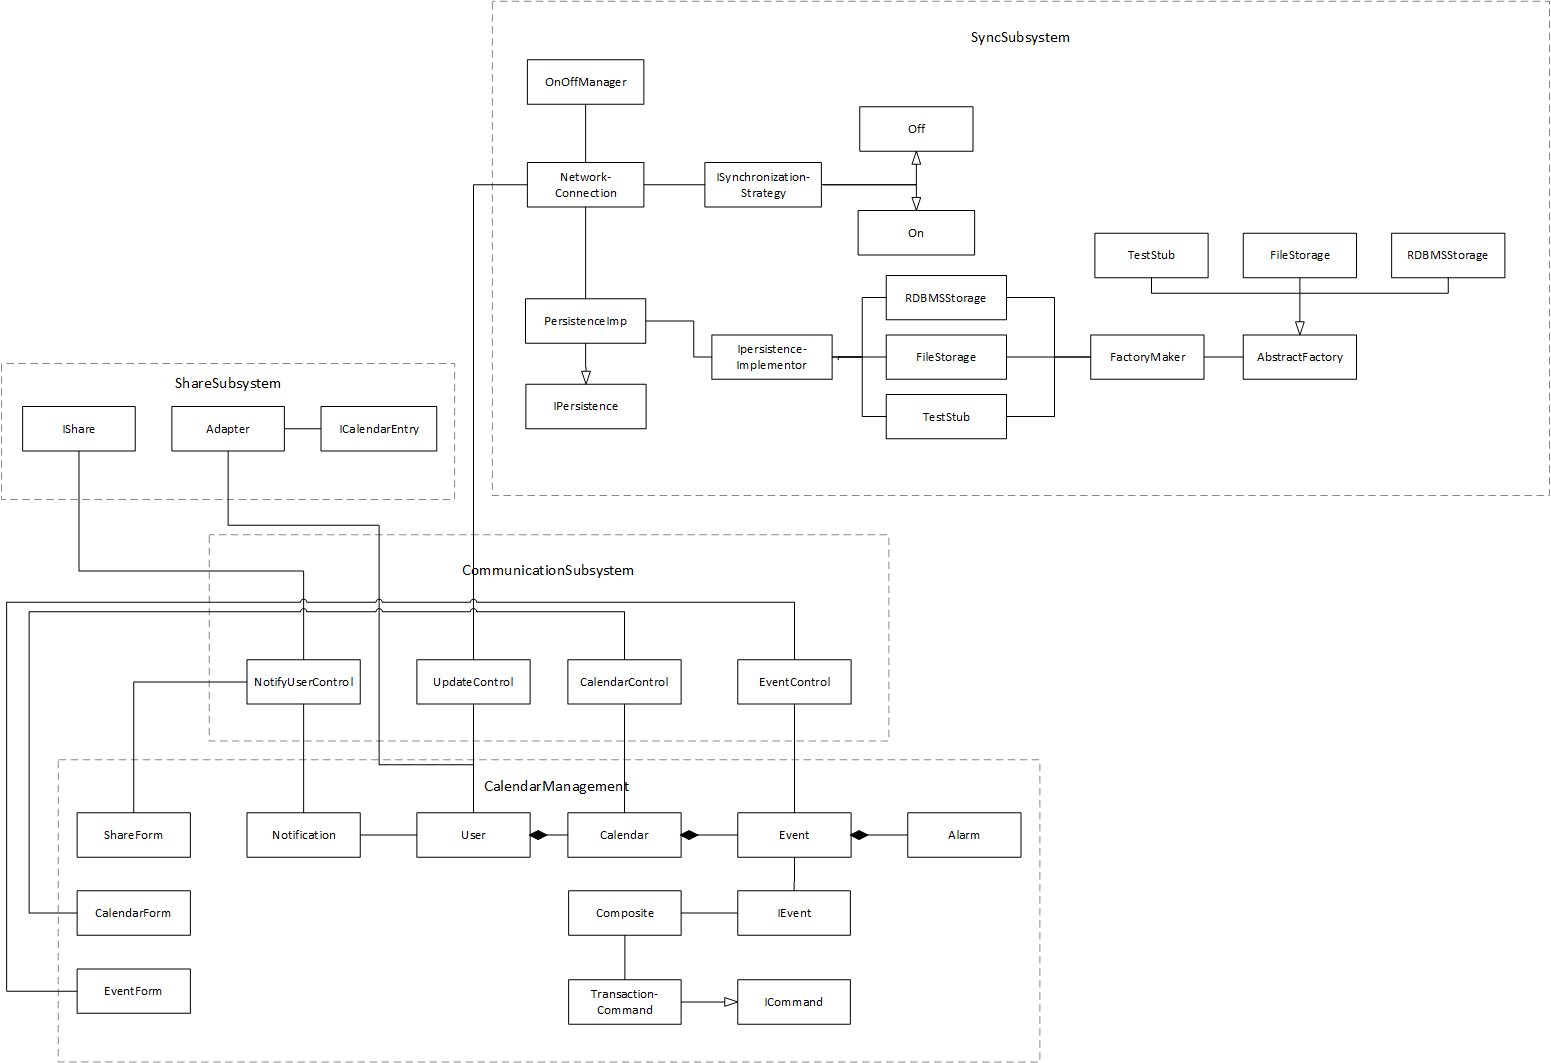 SyncSubsystem
OnOffManager
Off
Network-
Connection
ISynchronization-
Strategy
On
TestStub
FileStorage
RDBMSStorage
RDBMSStorage
PersistenceImp
Ipersistence-
Implementor
FileStorage
FactoryMaker
AbstractFactory
IPersistence
TestStub
ShareSubsystem
IShare
Adapter
ICalendarEntry
CommunicationSubsystem
NotifyUserControl
UpdateControl
CalendarControl
EventControl
CalendarManagement
ShareForm
Notification
User
Calendar
Event
Alarm
CalendarForm
Composite
IEvent
EventForm
Transaction-
Command
ICommand